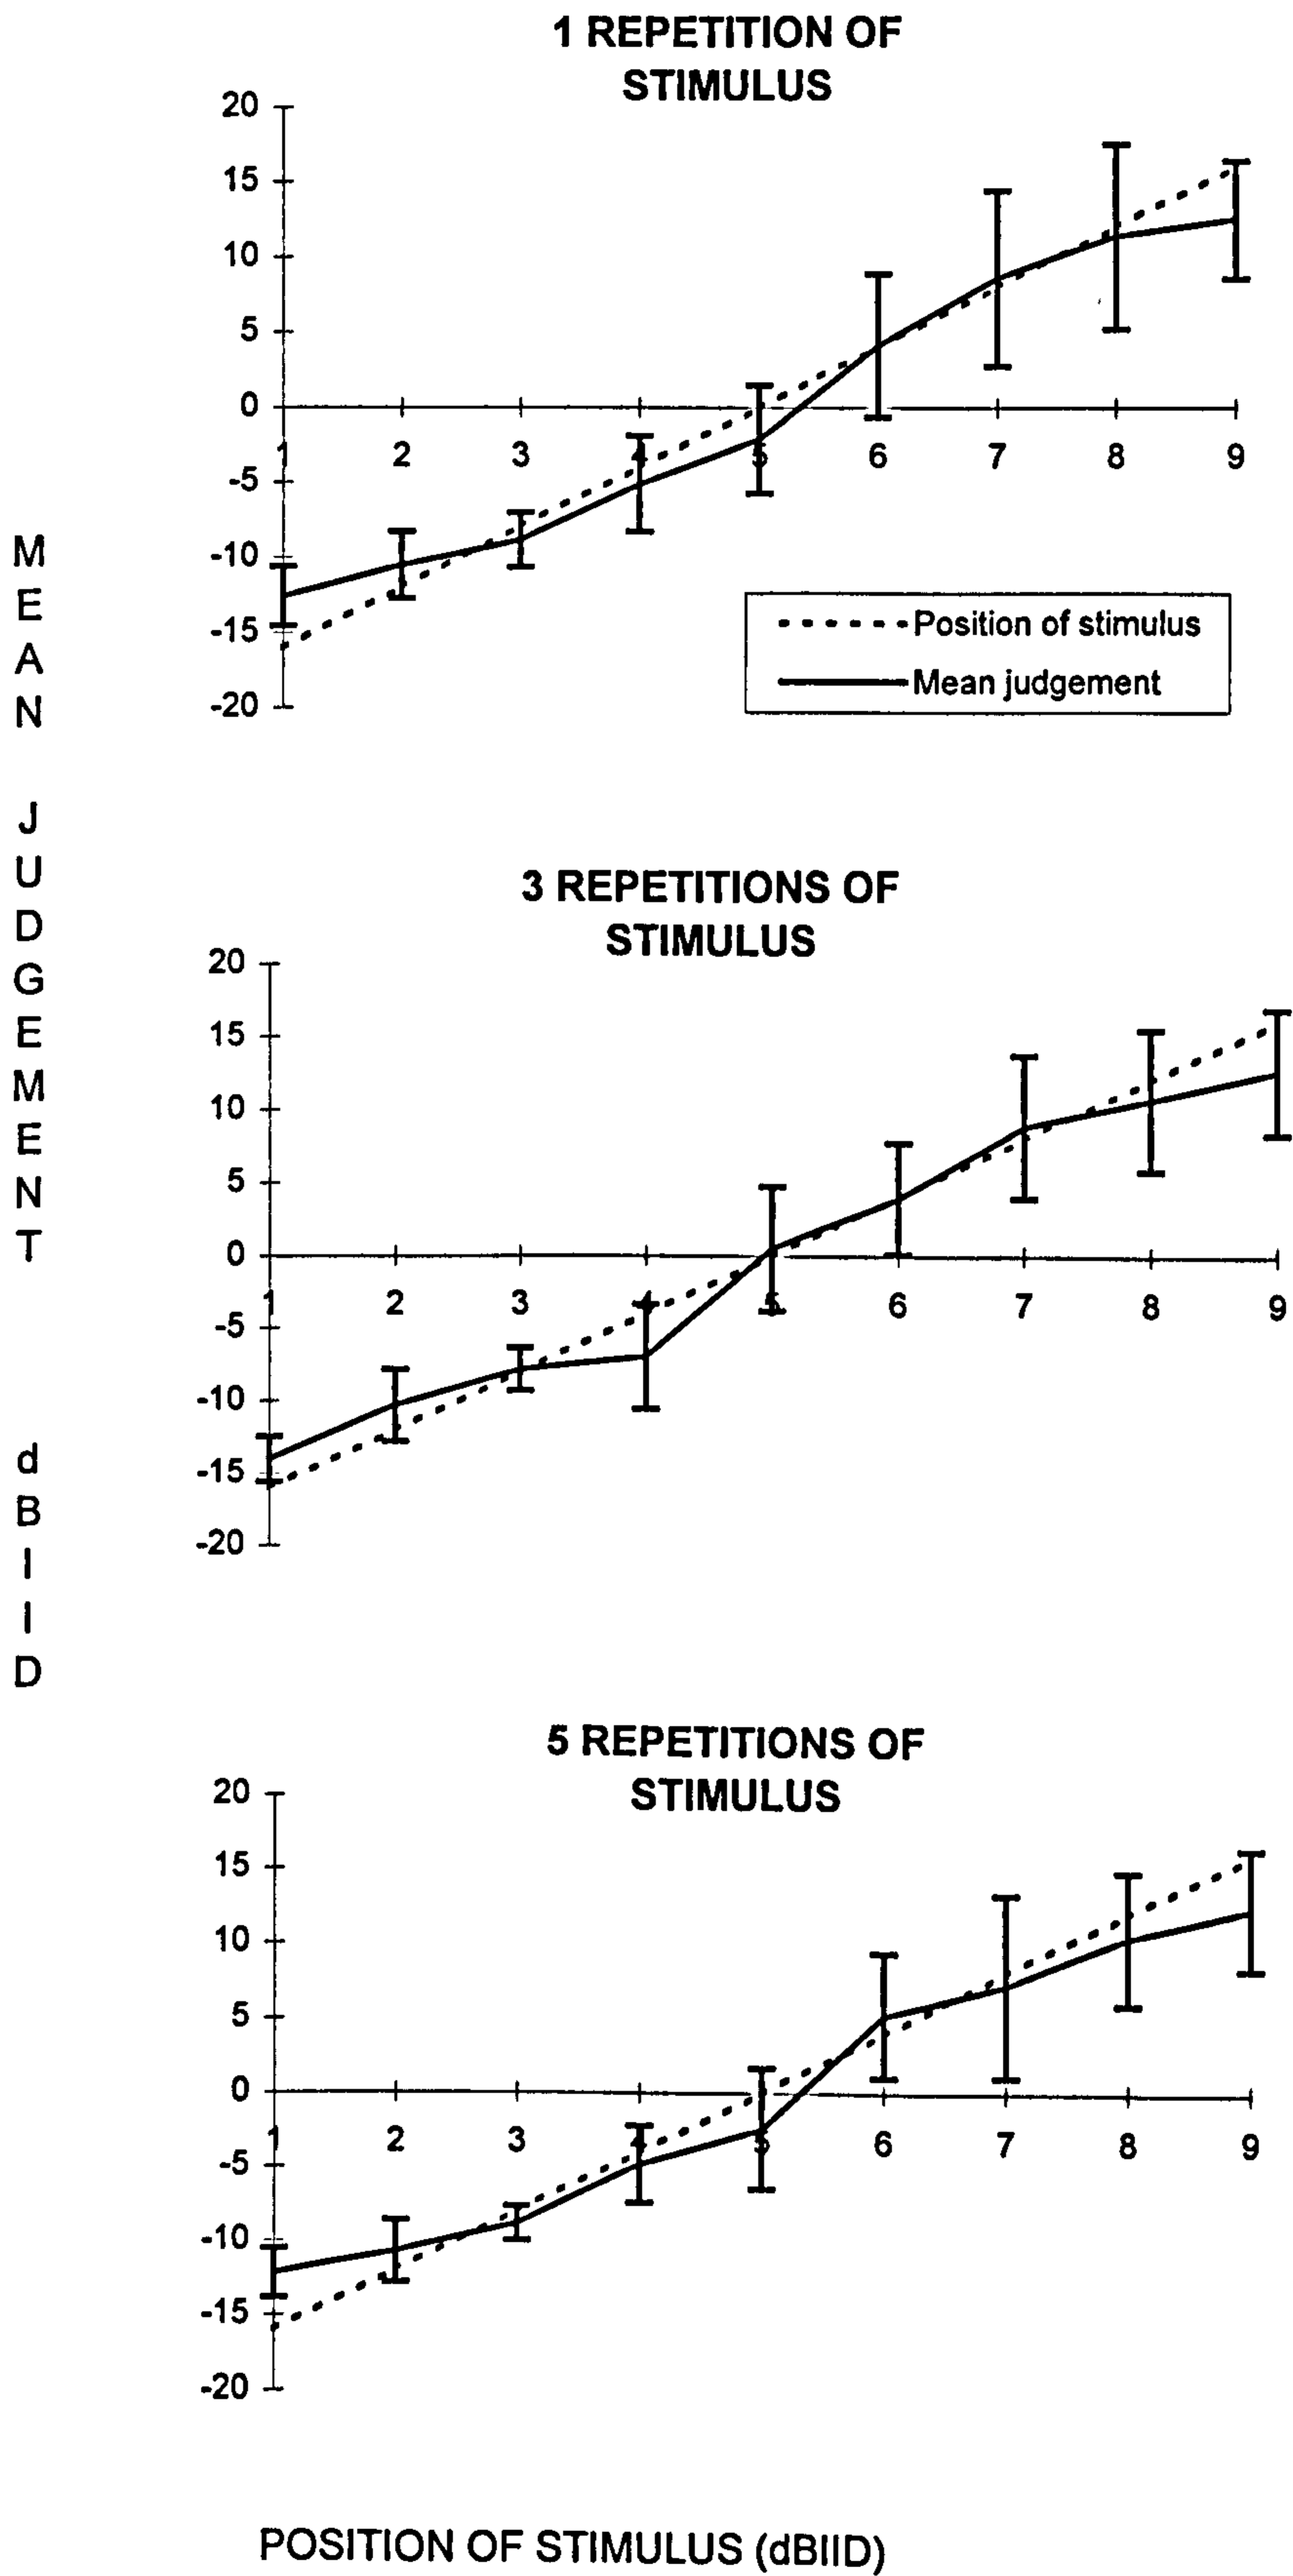 1 REPETITION OF
STIMULUS
20
15
10
5
0
-5
-10
-15
-20
1 2 3 4 5 6 7 8 9
Position of stimulus
Mean judgement
MEAN JUDGEMENT dBIID
3 REPETITIONS OF
STIMULUS
20
15
10
5
0
-5
-10
-15
-20
1 2 3 4 5 6 7 8 9
5 REPETITIONS OF
STIMULUS
20
15
10
5
0
-5
-10
-15
-20
1 2 3 4 5 6 7 8 9
POSITION OF STIMULUS (dBIID)